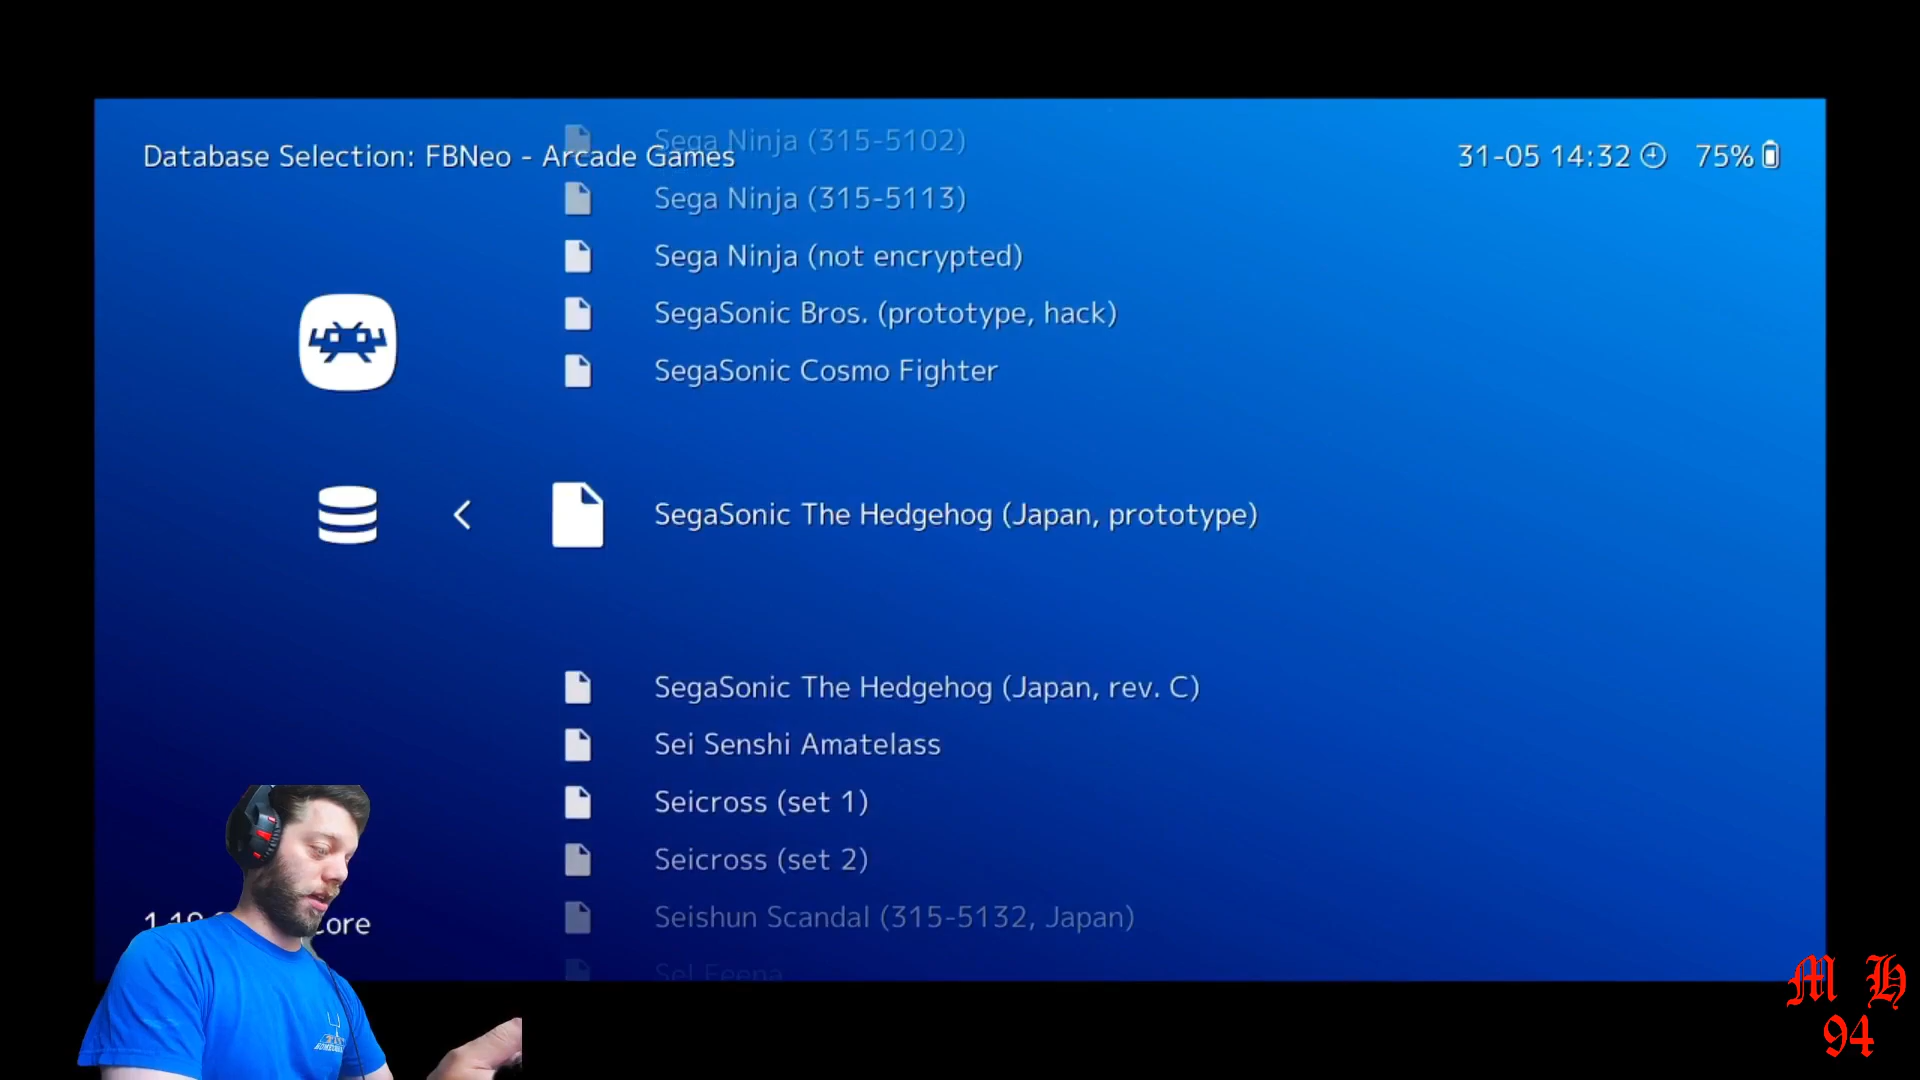 Sega Ninja (315-5102)
Database Selection: FBNeo - Arcade Games
31-05 14:32
75%
Sega Ninja (315-5113)
Sega Ninja (not encrypted)
SegaSonic Bros. (prototype, hack)
SegaSonic Cosmo Fighter
SegaSonic The Hedgehog (Japan, prototype)
SegaSonic The Hedgehog (Japan, rev. C)
Sei Senshi Amatelass
Seicross (set 1)
Seicross (set 2)
Seishun Scandal (315-5132, Japan)
Core
Sel Feena
M H
94